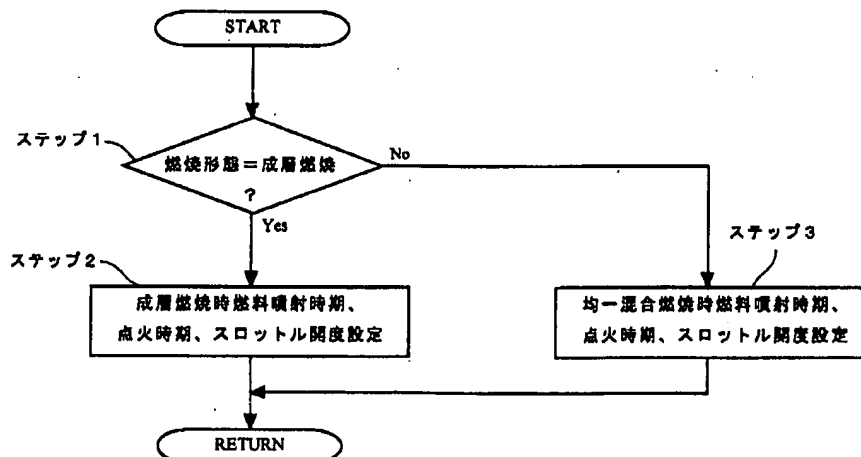 START
ステップ1
燃焼形態=成層燃焼
?
No
Yes
ステップ2
成層燃焼時燃料噴射時期、
点火時期、スロットル開度設定
ステップ3
均一混合燃焼時燃料噴射時期、
点火時期、スロットル開度設定
RETURN